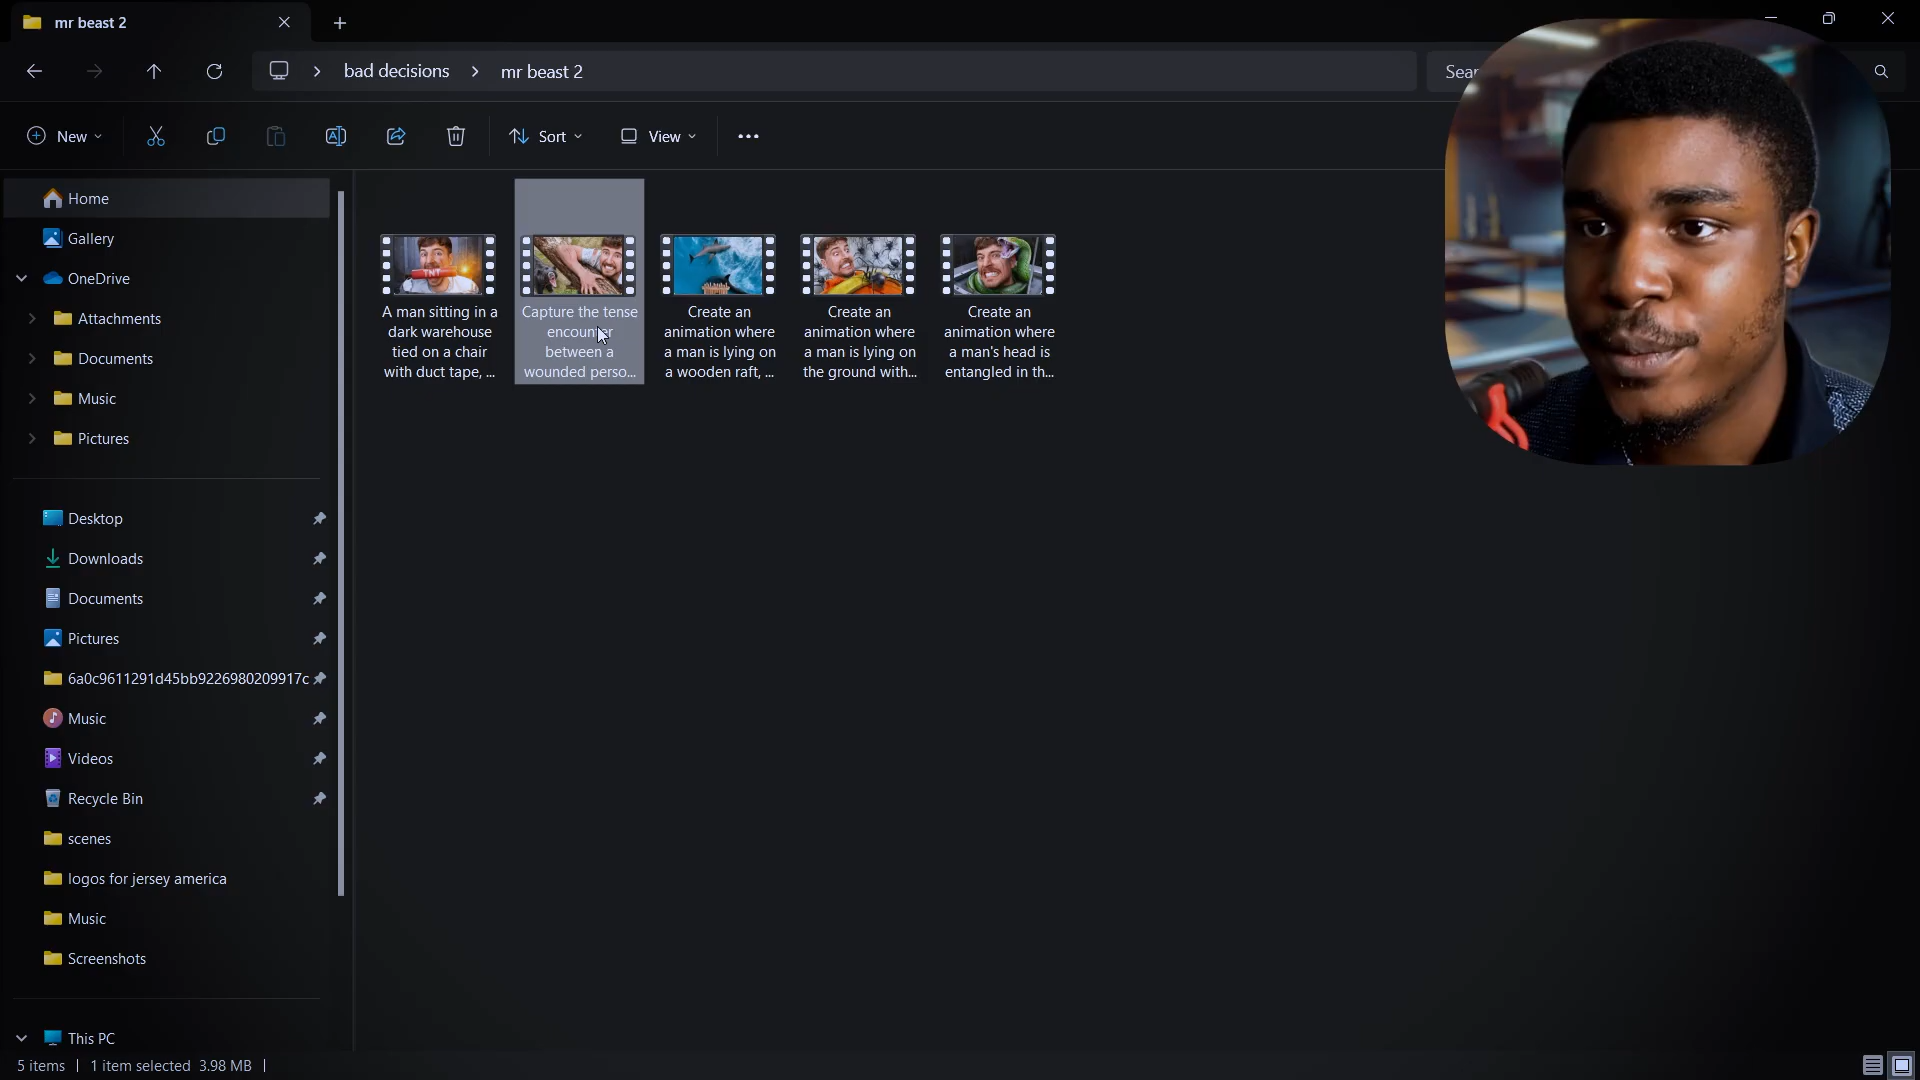 mr beast 2
bad decisions
mr beast 2
Sear
New
Sort
View
Home
Gallery
OneDrive
Attachments
Documents
Music
Pictures
Desktop
Downloads
Documents
Pictures
6a0c9611291d45bb9226980209917c
Music
Videos
Recycle Bin
scenes
logos for jersey america
Music
Screenshots
This PC
TNT
A man sitting in a
dark warehouse
tied on a chair
with duct tape, ...
Capture the tense
encounter
between a
wounded perso...
Create an
animation where
a man is lying on
a wooden raft, ...
Create an
animation where
a man is lying on
the ground with...
Create an
animation where
a man's head is
entangled in th...
5 items
1 item selected 3.98 MB